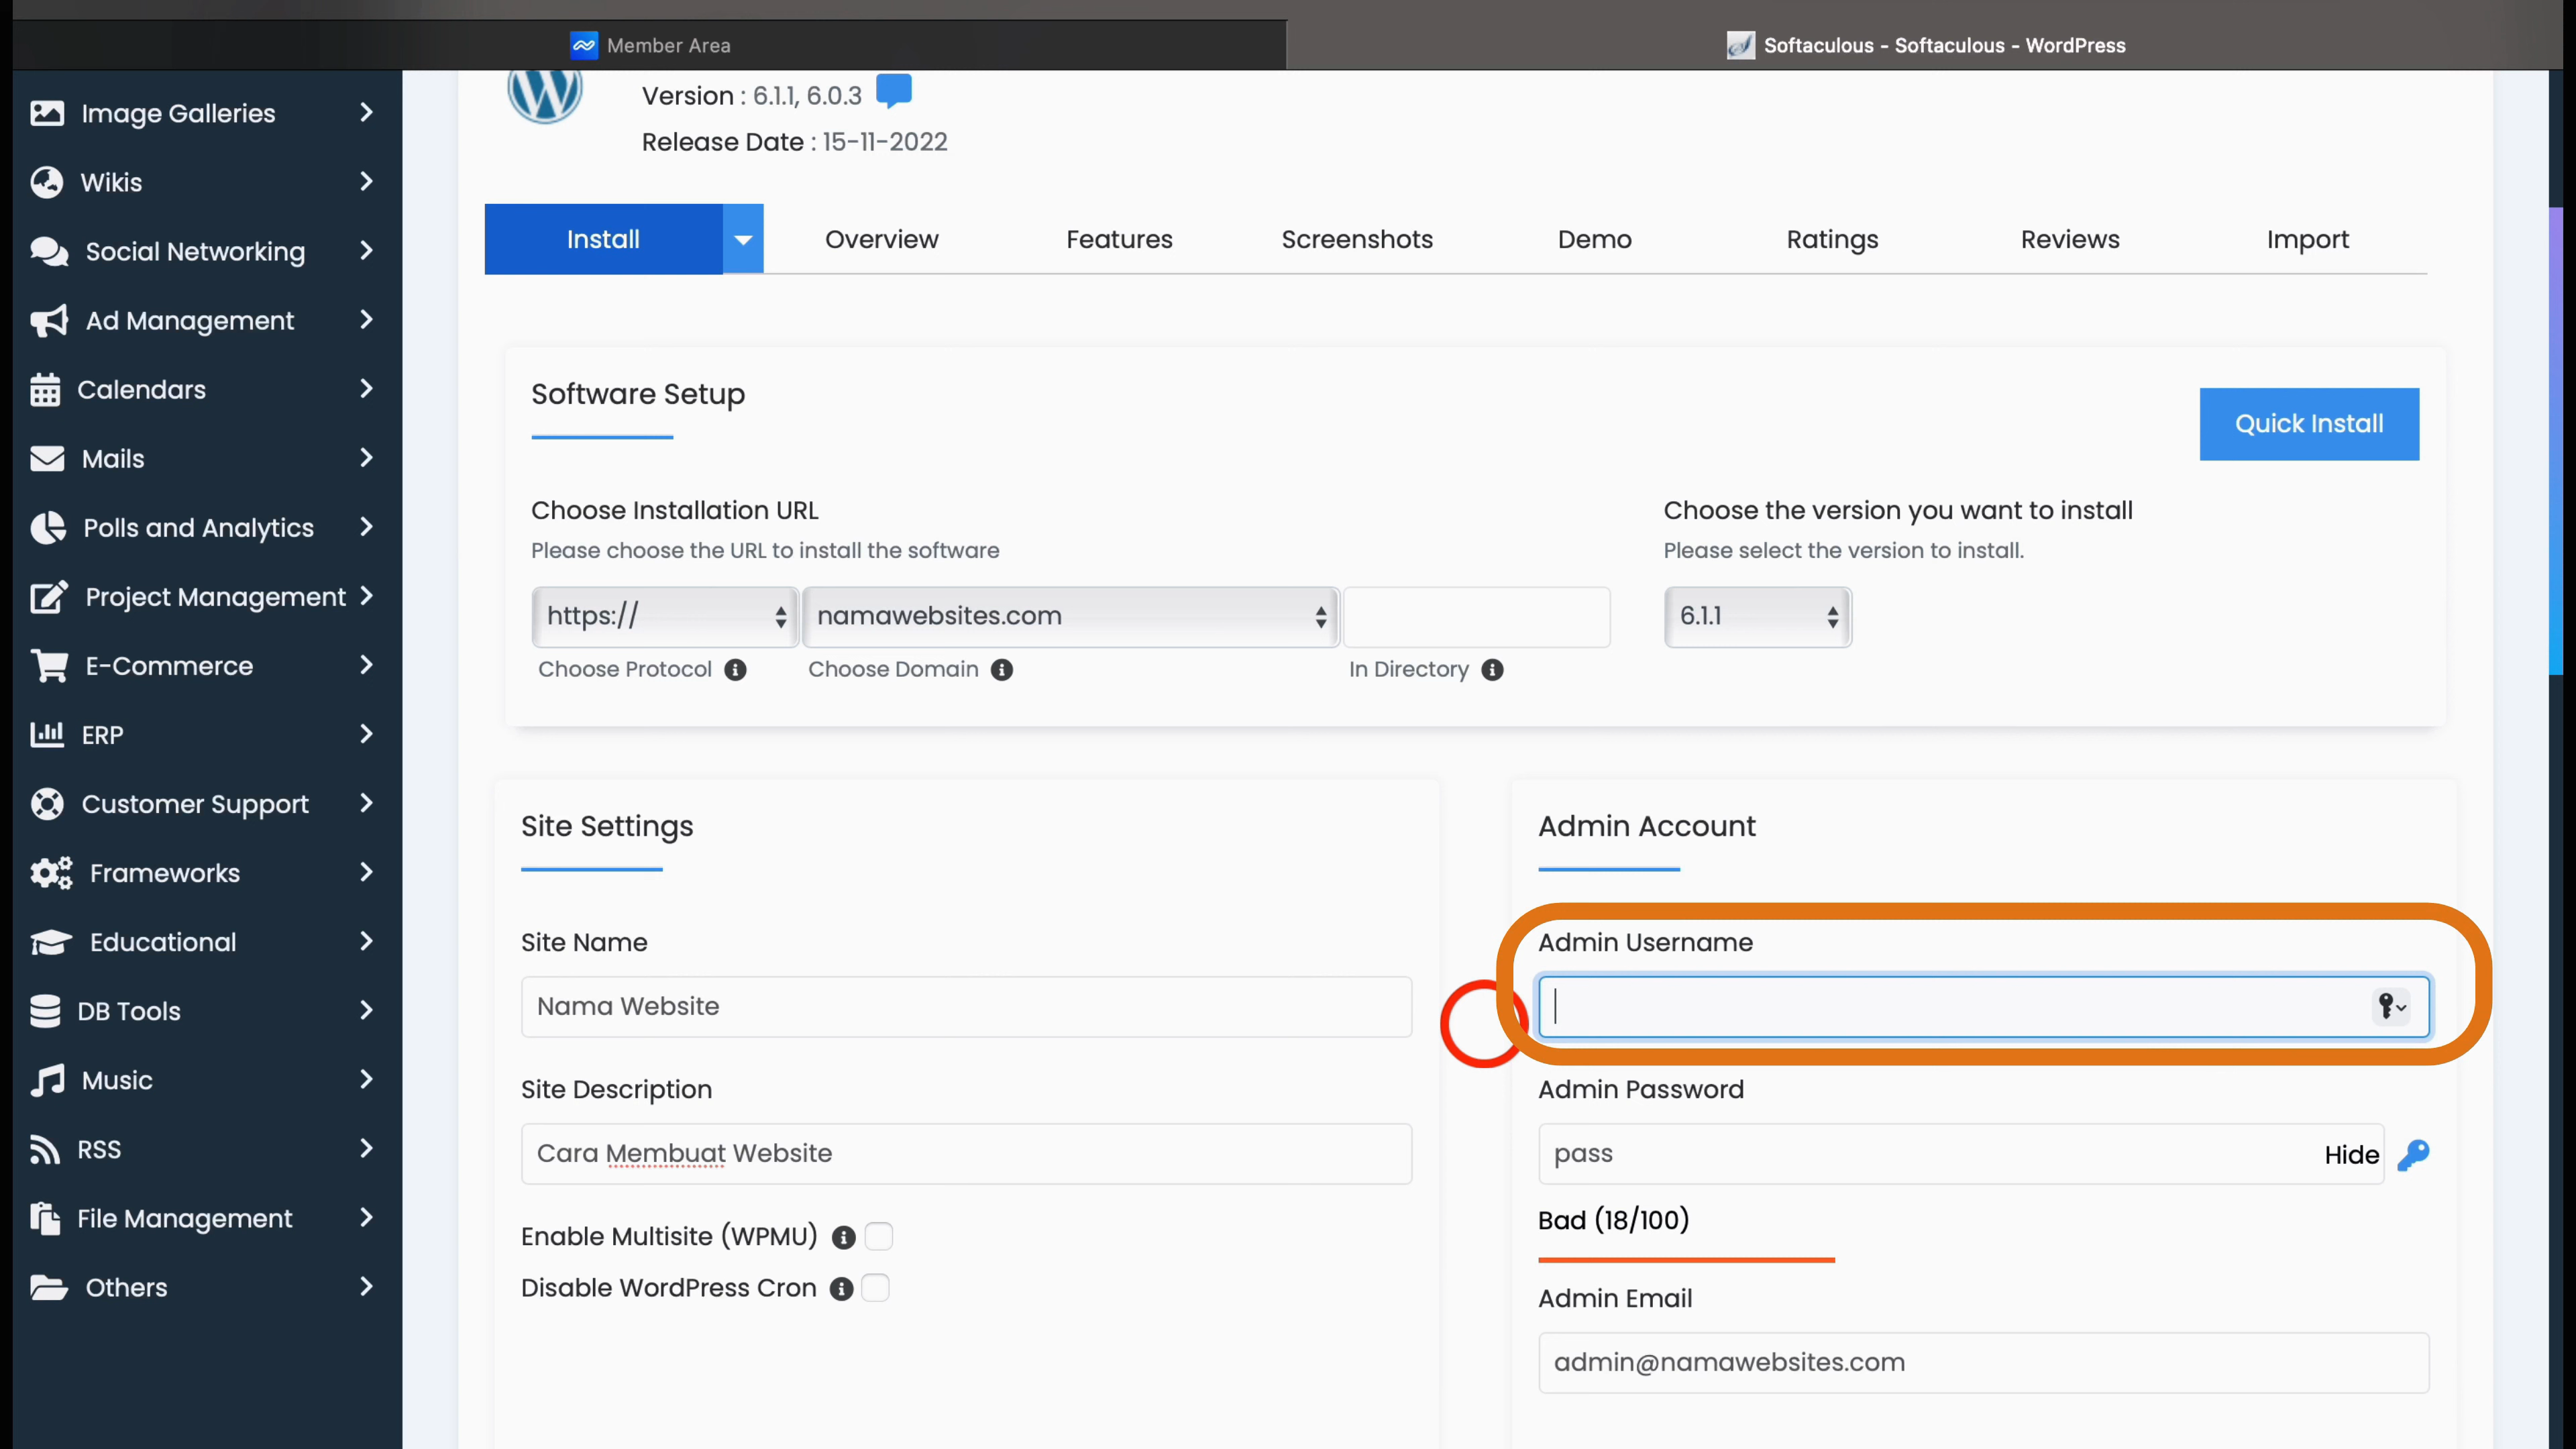 Member Area
Softaculous - Softaculous - WordPress
Image Galleries
Wikis
Social Networking
Ad Management
Calendars
Mails
Polls and Analytics
Project Management
E-Commerce
ERP
Customer Support
Frameworks
Educational
DB Tools
Music
RSS
File Management
Others
Version : 6.1.1, 6.0.3
Release Date : 15-11-2022
Install
Overview
Features
Screenshots
Demo
Ratings
Reviews
Import
Software Setup
Quick Install
Choose Installation URL
Please choose the URL to install the software
https://
namawebsites.com
Choose Protocol
Choose Domain
In Directory
Choose the version you want to install
Please select the version to install.
6.1.1
Site Settings
Site Name
Nama Website
Site Description
Cara Membuat Website
Enable Multisite (WPMU)
Disable WordPress Cron
Admin Account
Admin Username
Admin Password
pass
Hide
Bad (18/100)
Admin Email
admin@namawebsites.com